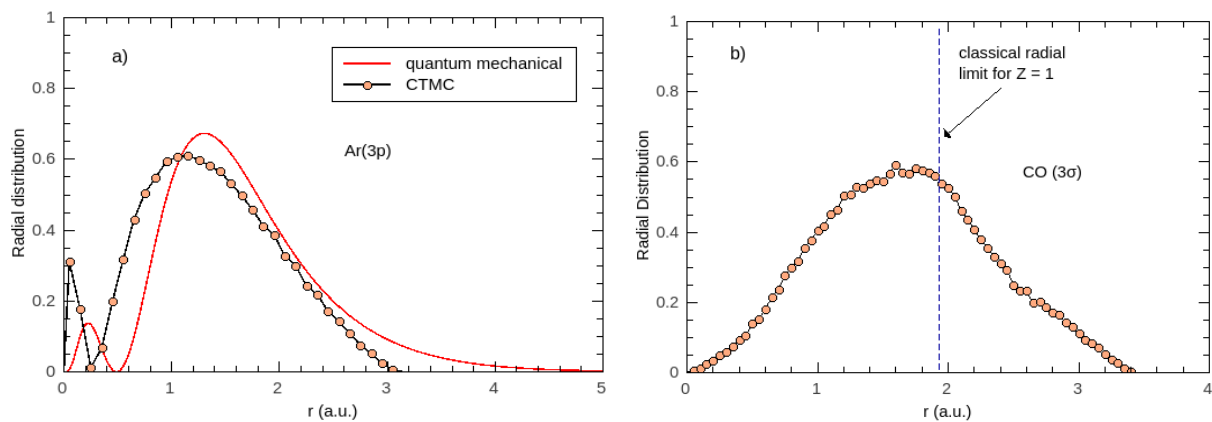 1
0.8
0.6
0.4
0.2
0
Radial distribution
a)
quantum mechanical
CTMC
Ar(3p)
0
1
2
3
4
5
r (a.u.)
1
0.8
0.6
0.4
0.2
0
Radial Distribution
b)
classical radial
limit for Z = 1
CO (3σ)
0
1
2
3
4
r (a.u.)